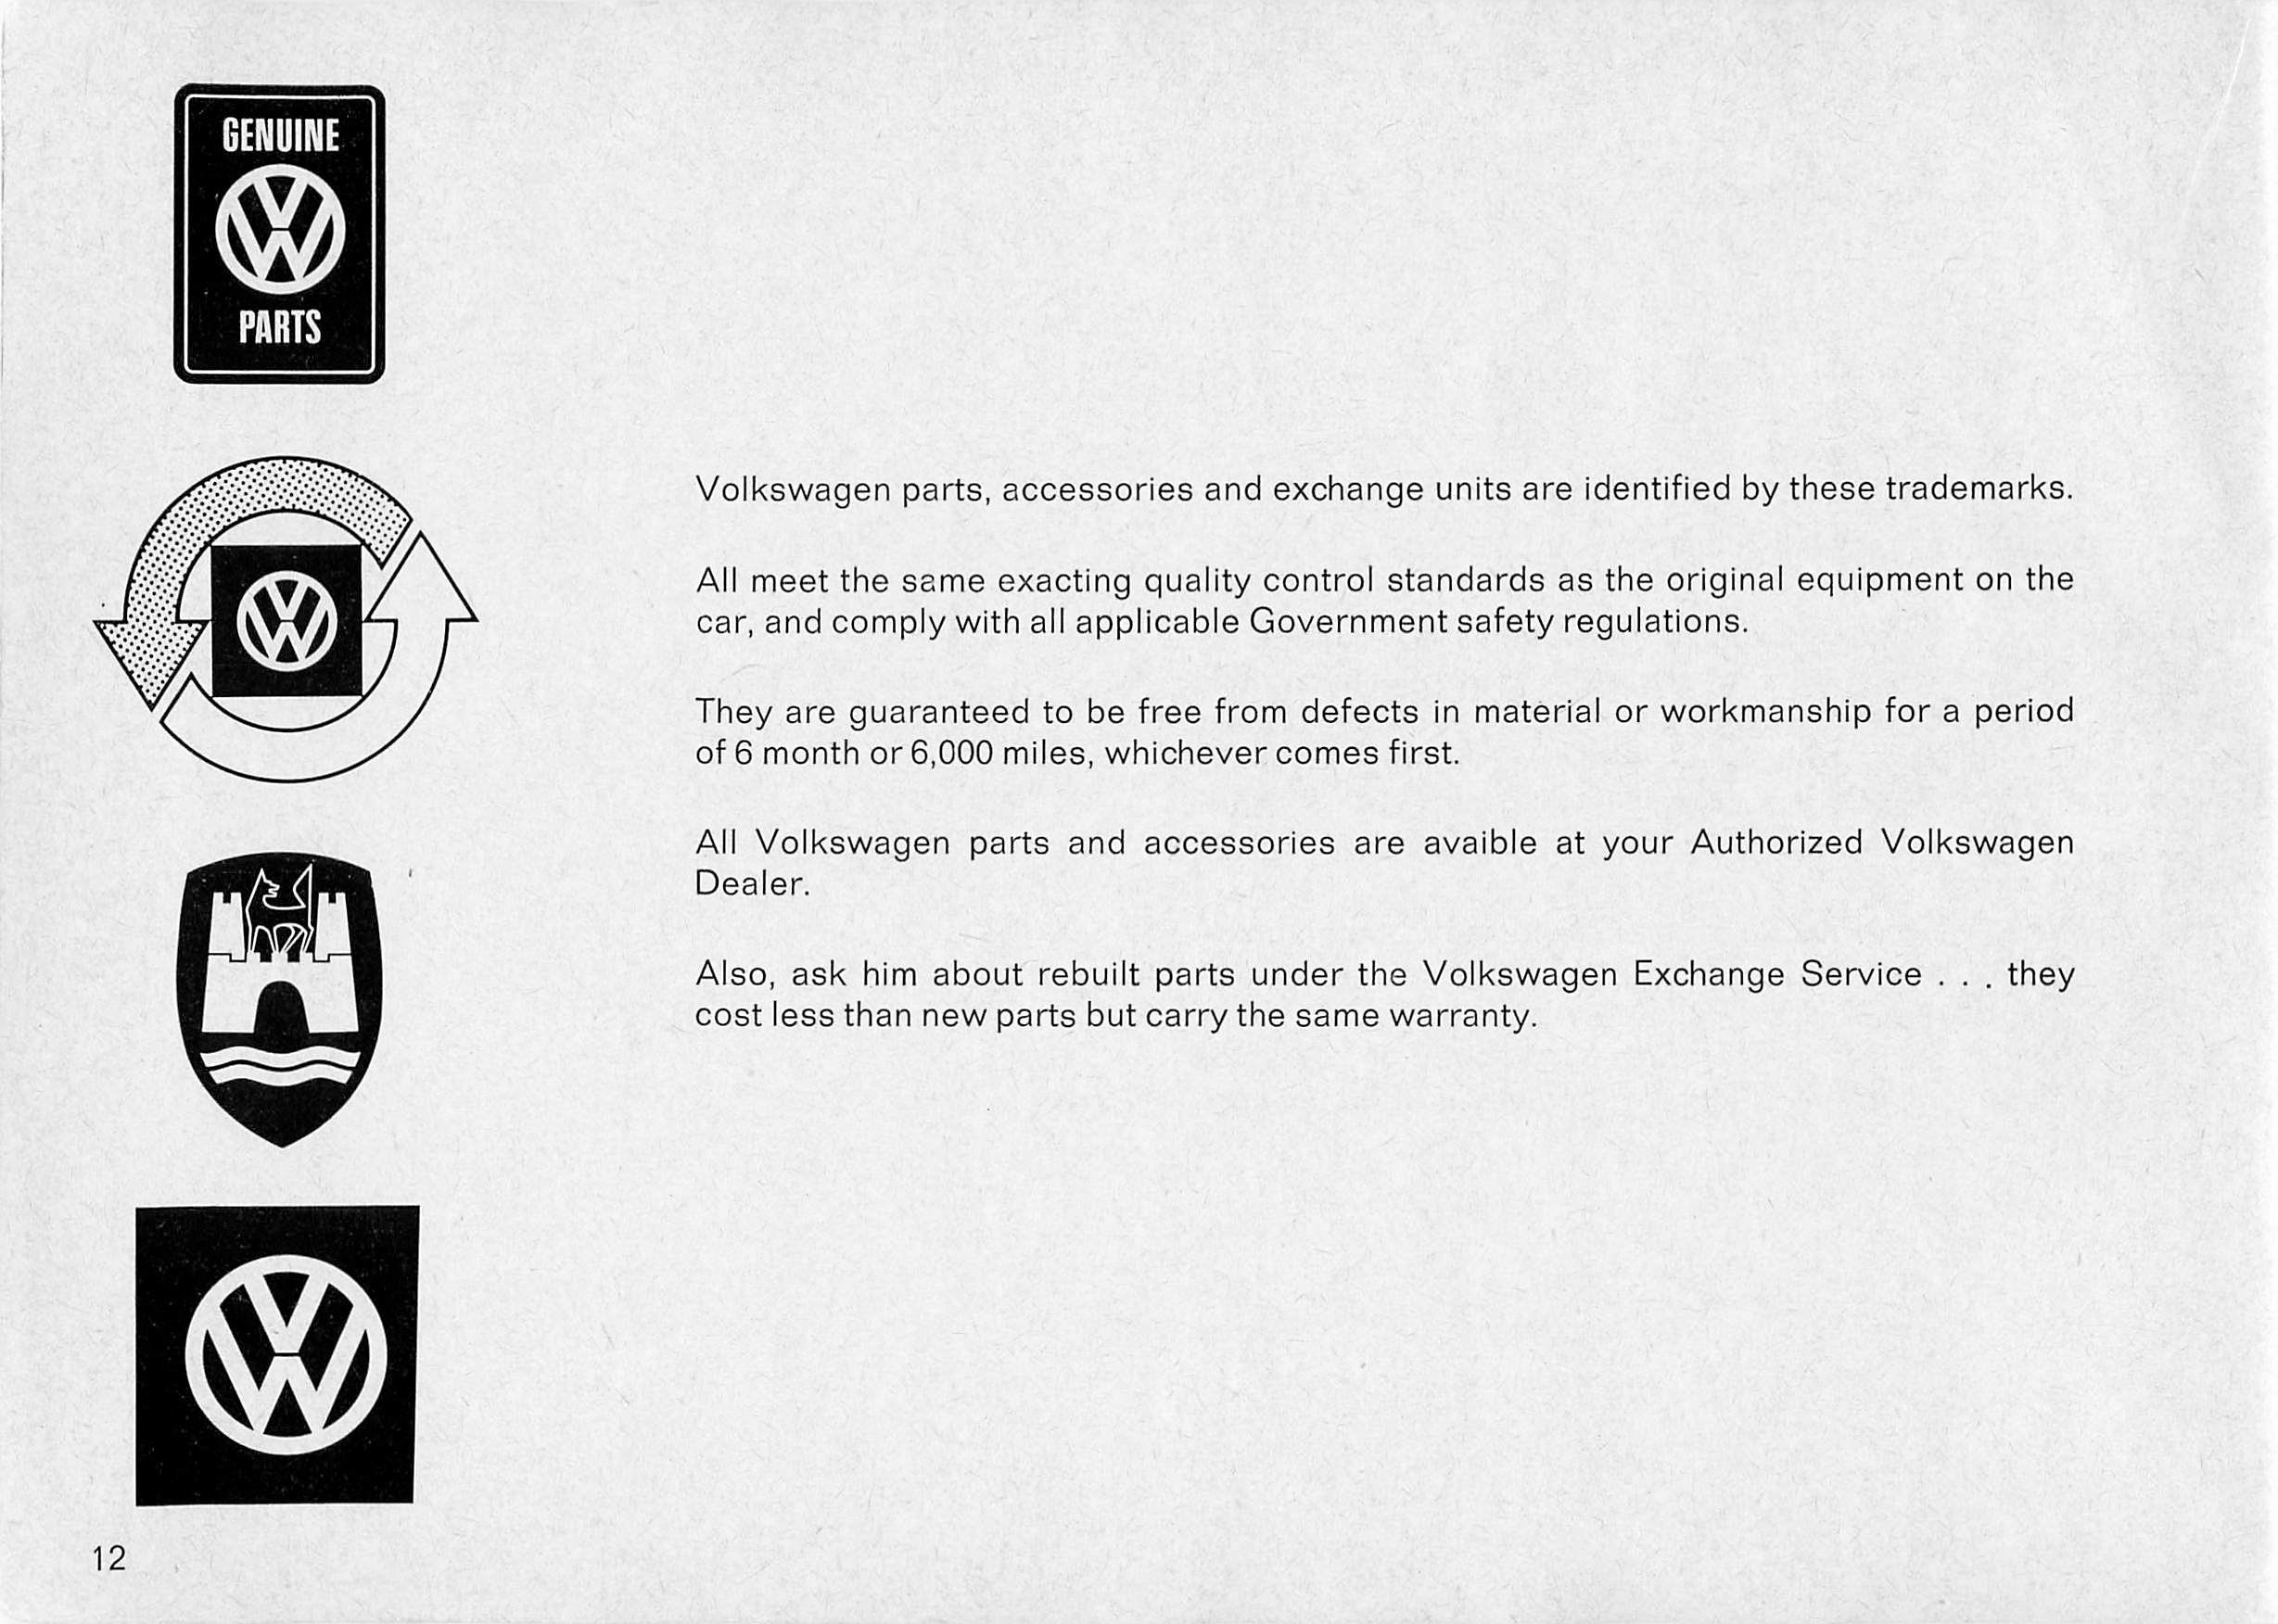 GENUINE
VW
PARTS
VW
VW
Volkswagen parts, accessories and exchange units are identified by these trademarks.
All meet the same exacting quality control standards as the original equipment on the
car, and comply with all applicable Government safety regulations.
They are guaranteed to be free from defects in material or workmanship for a period
of 6 month or 6,000 miles, whichever comes first.
All Volkswagen parts and accessories are avaible at your Authorized Volkswagen
Dealer.
Also, ask him about rebuilt parts under the Volkswagen Exchange Service . . . they
cost less than new parts but carry the same warranty.
12